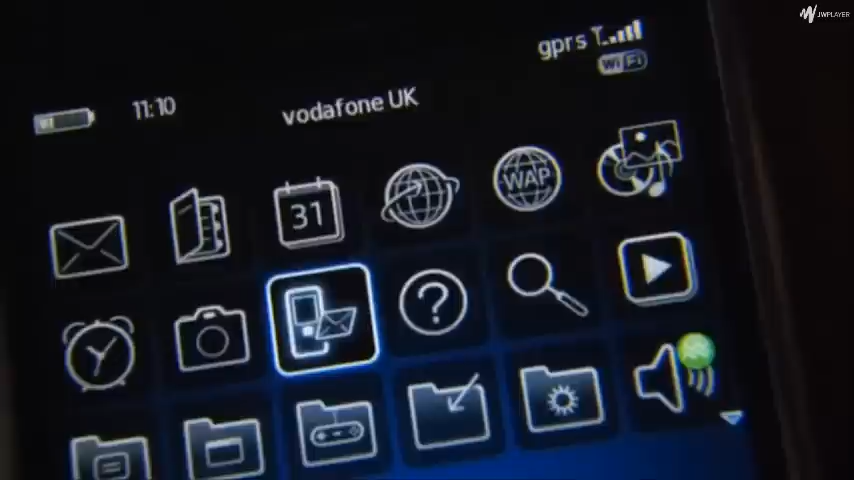 JWPLAYER
gprs
WiFi
11:10
vodafone UK
31
WAP
?